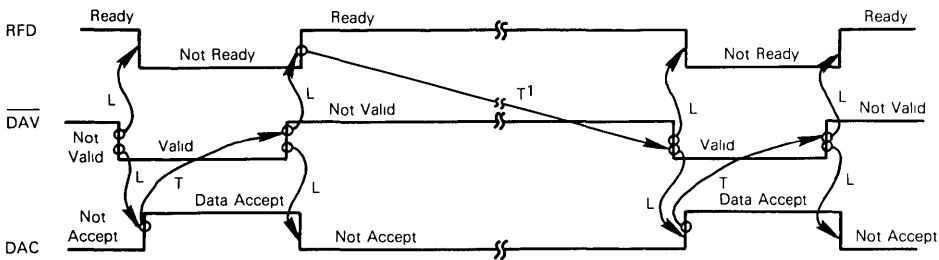 Ready Ready Ready
RFD
Not Ready Not Ready
L L T1 L L
DAV Not Valid Not Valid
Not Valid Valid Valid
L T L L T L
Not Accept Data Accept Data Accept
DAC Not Accept Not Accept